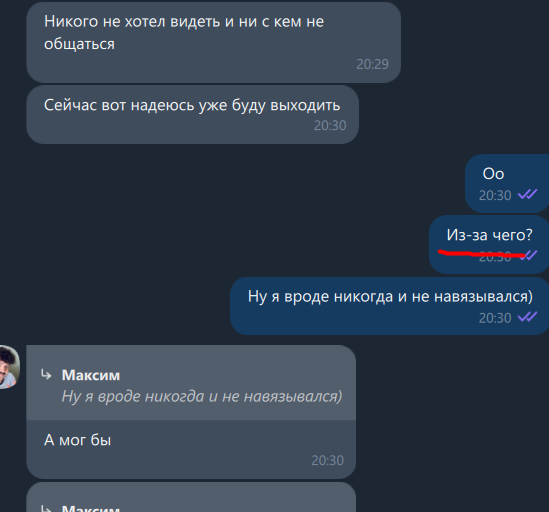 Никого не хотел видеть и ни с кем не
общаться
20:29
Сейчас вот надеюсь уже буду выходить
20:30
Оо
20:30
Из-за чего?
20:30
Ну я вроде никогда и не навязывался)
20:30
Максим
Ну я вроде никогда и не навязывался)
А мог бы
20:30
Максим